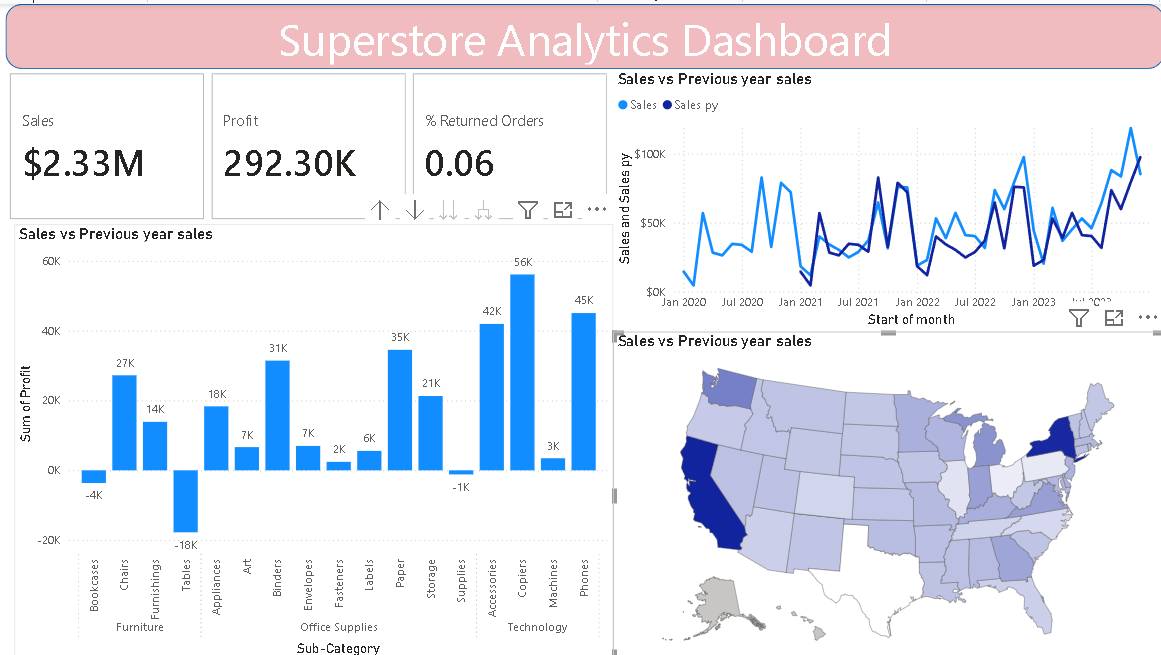 Superstore Analytics Dashboard
Sales
$2.33M
Profit
292.30K
% Returned Orders
0.06
Sales vs Previous year sales
Sales Sales py
Sales and Sales py
$100K
$50K
$0K
Jan 2020 Jul 2020 Jan 2021 Jul 2021 Jan 2022 Jul 2022 Jan 2023
Start of month
Sales vs Previous year sales
Sum of Profit
60K
40K
20K
0K
-20K
-4K
27K
14K
-18K
18K
7K
31K
7K
2K
6K
35K
21K
-1K
42K
56K
3K
45K
Bookcases
Chairs
Furnishings
Tables
Appliances
Art
Binders
Envelopes
Fasteners
Labels
Paper
Storage
Supplies
Accessories
Copiers
Machines
Phones
Furniture Office Supplies Technology
Sub-Category
Sales vs Previous year sales